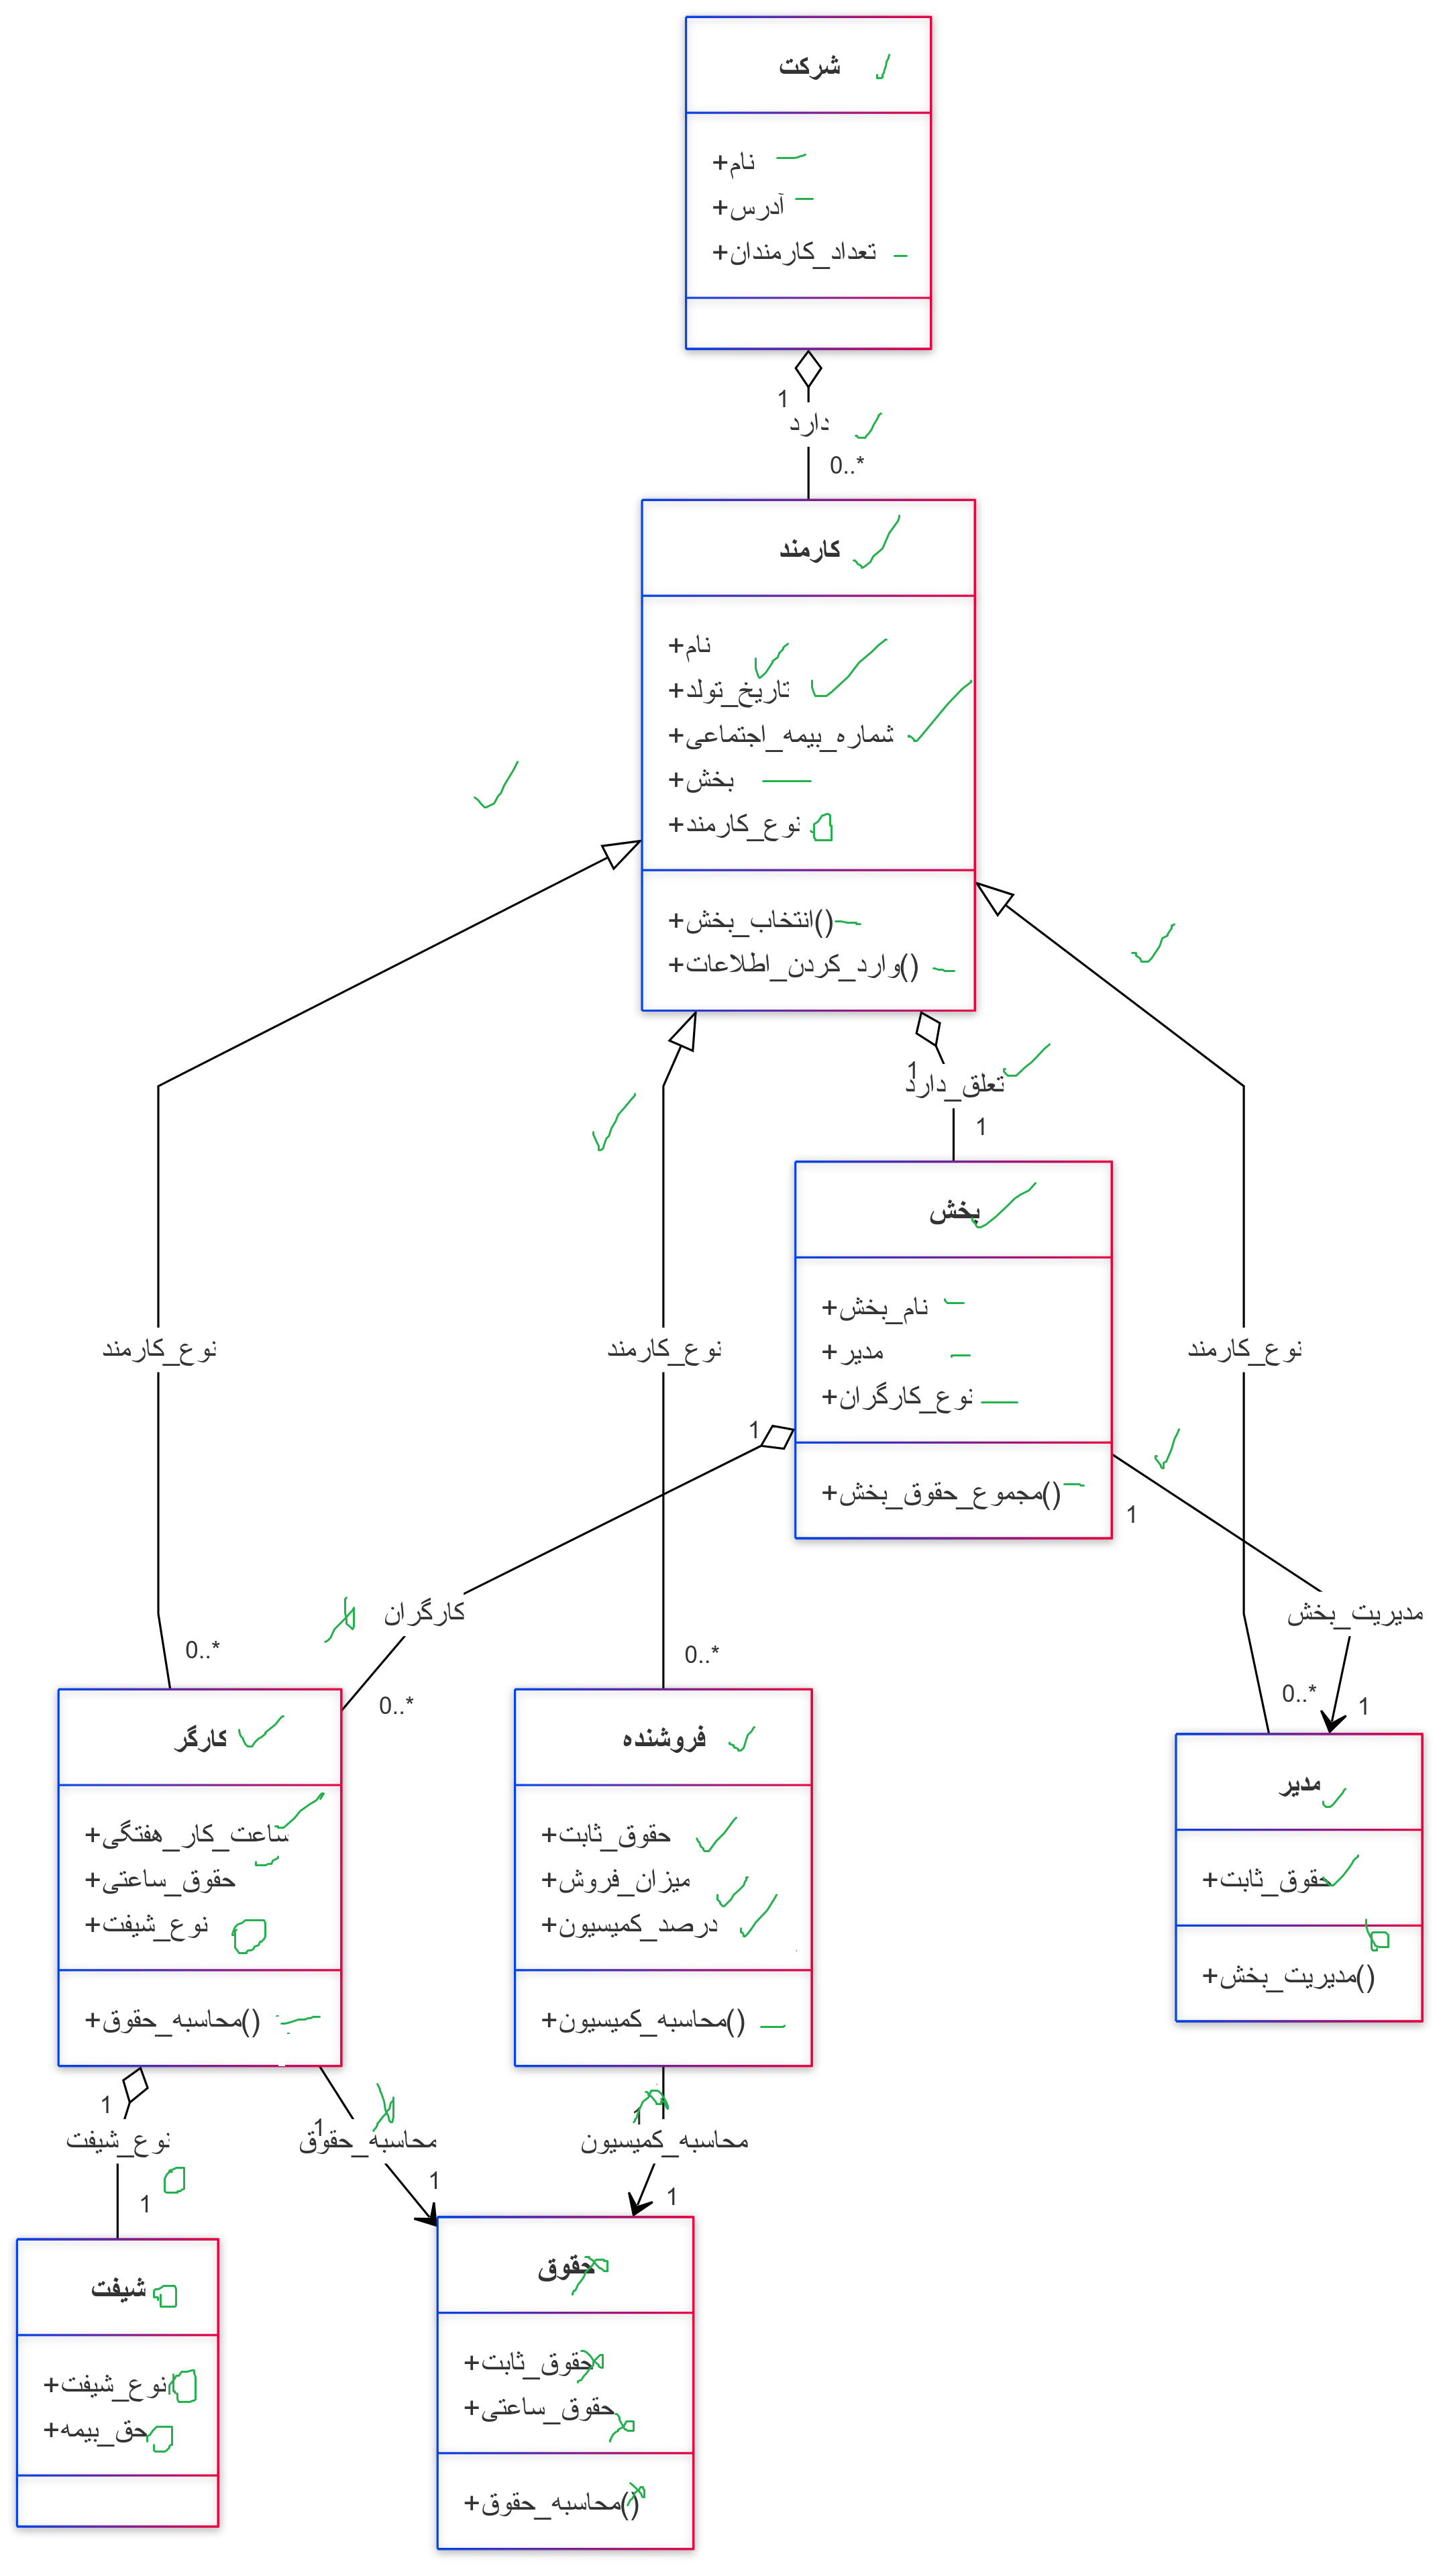 شرکت
+نام
+آدرس
+تعداد_کارمندان
1
دارد
0..*
کارمند
+نام
+تاریخ_تولد
+شماره_بیمه_اجتماعی
+بخش
+نوع_کارمند
+انتخاب_بخش()
+وارد_کردن_اطلاعات()
1
تعلق_دارد
1
بخش
+نام_بخش
+مدیر
+نوع_کارگران
+مجموع_حقوق_بخش()
نوع_کارمند
نوع_کارمند
نوع_کارمند
1
1
کارگران
مدیریت_بخش
0..*
0..*
0..*
0..*
1
کارگر
+ساعت_کار_هفتگی
+حقوق_ساعتی
+نوع_شیفت
+محاسبه_حقوق()
فروشنده
+حقوق_ثابت
+میزان_فروش
+درصد_کمیسیون
+محاسبه_کمیسیون()
مدیر
+حقوق_ثابت
+مدیریت_بخش()
1
1
1
نوع_شیفت
محاسبه_حقوق
محاسبه_کمیسیون
1
1
1
شیفت
+نوع_شیفت
+حق_بیمه
حقوق
+حقوق_ثابت
+حقوق_ساعتی
+محاسبه_حقوق()